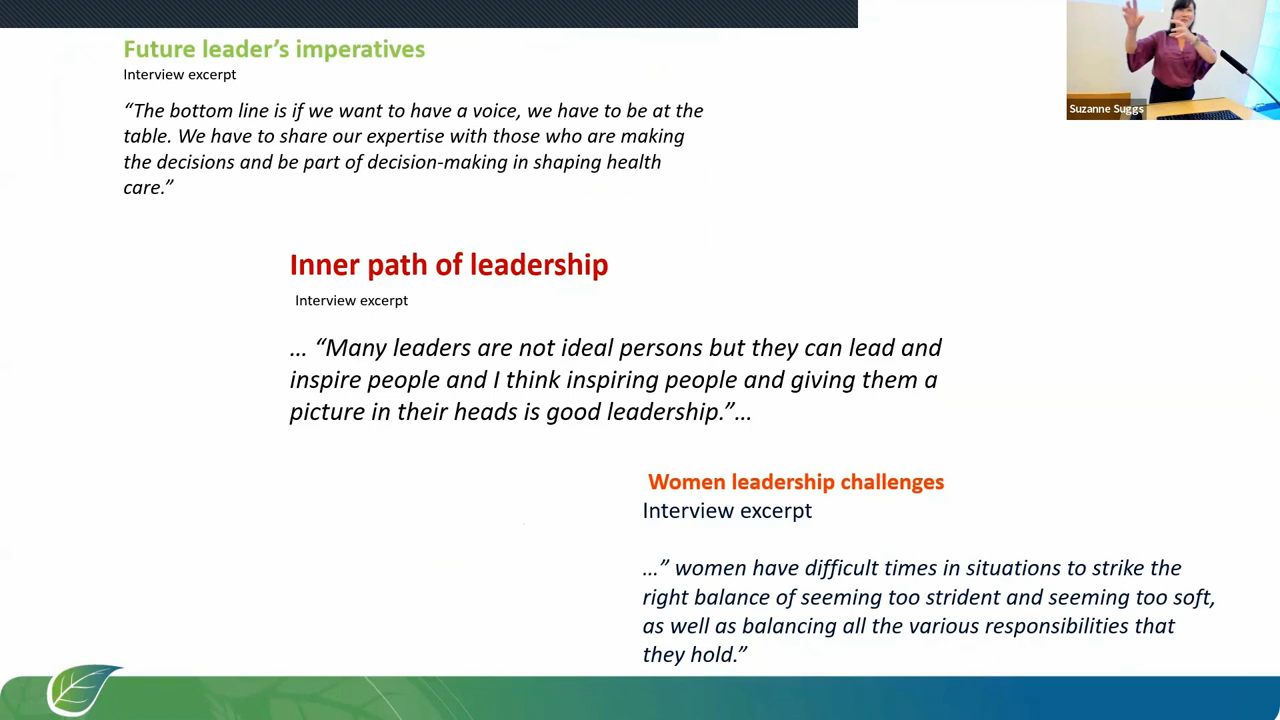 Future leader’s imperatives
Interview excerpt
“The bottom line is if we want to have a voice, we have to be at the
table. We have to share our expertise with those who are making
the decisions and be part of decision-making in shaping health
care.”
Suzanne Suggs
Inner path of leadership
Interview excerpt
... “Many leaders are not ideal persons but they can lead and
inspire people and I think inspiring people and giving them a
picture in their heads is good leadership.”...
Women leadership challenges
Interview excerpt
...” women have difficult times in situations to strike the
right balance of seeming too strident and seeming too soft,
as well as balancing all the various responsibilities that
they hold.”